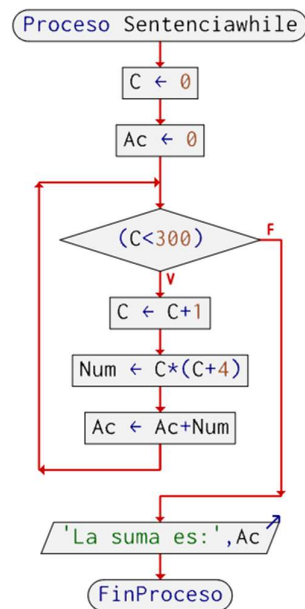 Proceso Sentenciawhile
C ← 0
Ac ← 0
(C<300)
F
V
C ← C+1
Num ← C*(C+4)
Ac ← Ac+Num
'La suma es:',Ac
FinProceso